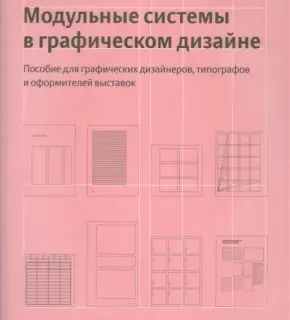 Модульные системы
в графическом дизайне
Пособие для графических дизайнеров, типографов
и оформителей выставок